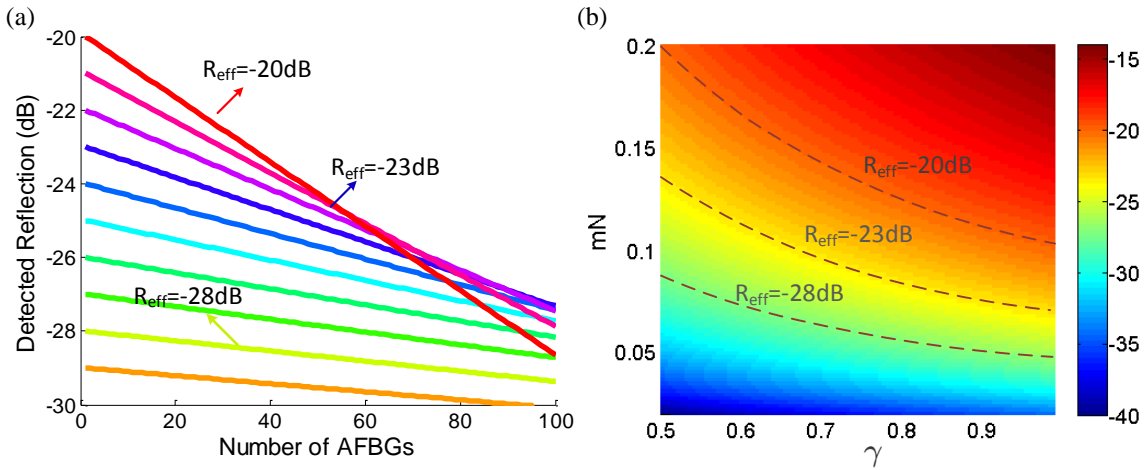 (a)
Detected Reflection (dB)
-20
-22
-24
-26
-28
-30
R_eff=-20dB
R_eff=-23dB
R_eff=-28dB
0 20 40 60 80 100
Number of AFBGs
(b)
mN
0.2
0.15
0.1
0.05
R_eff=-20dB
R_eff=-23dB
R_eff=-28dB
0.5 0.6 0.7 0.8 0.9
γ
-15
-20
-25
-30
-35
-40